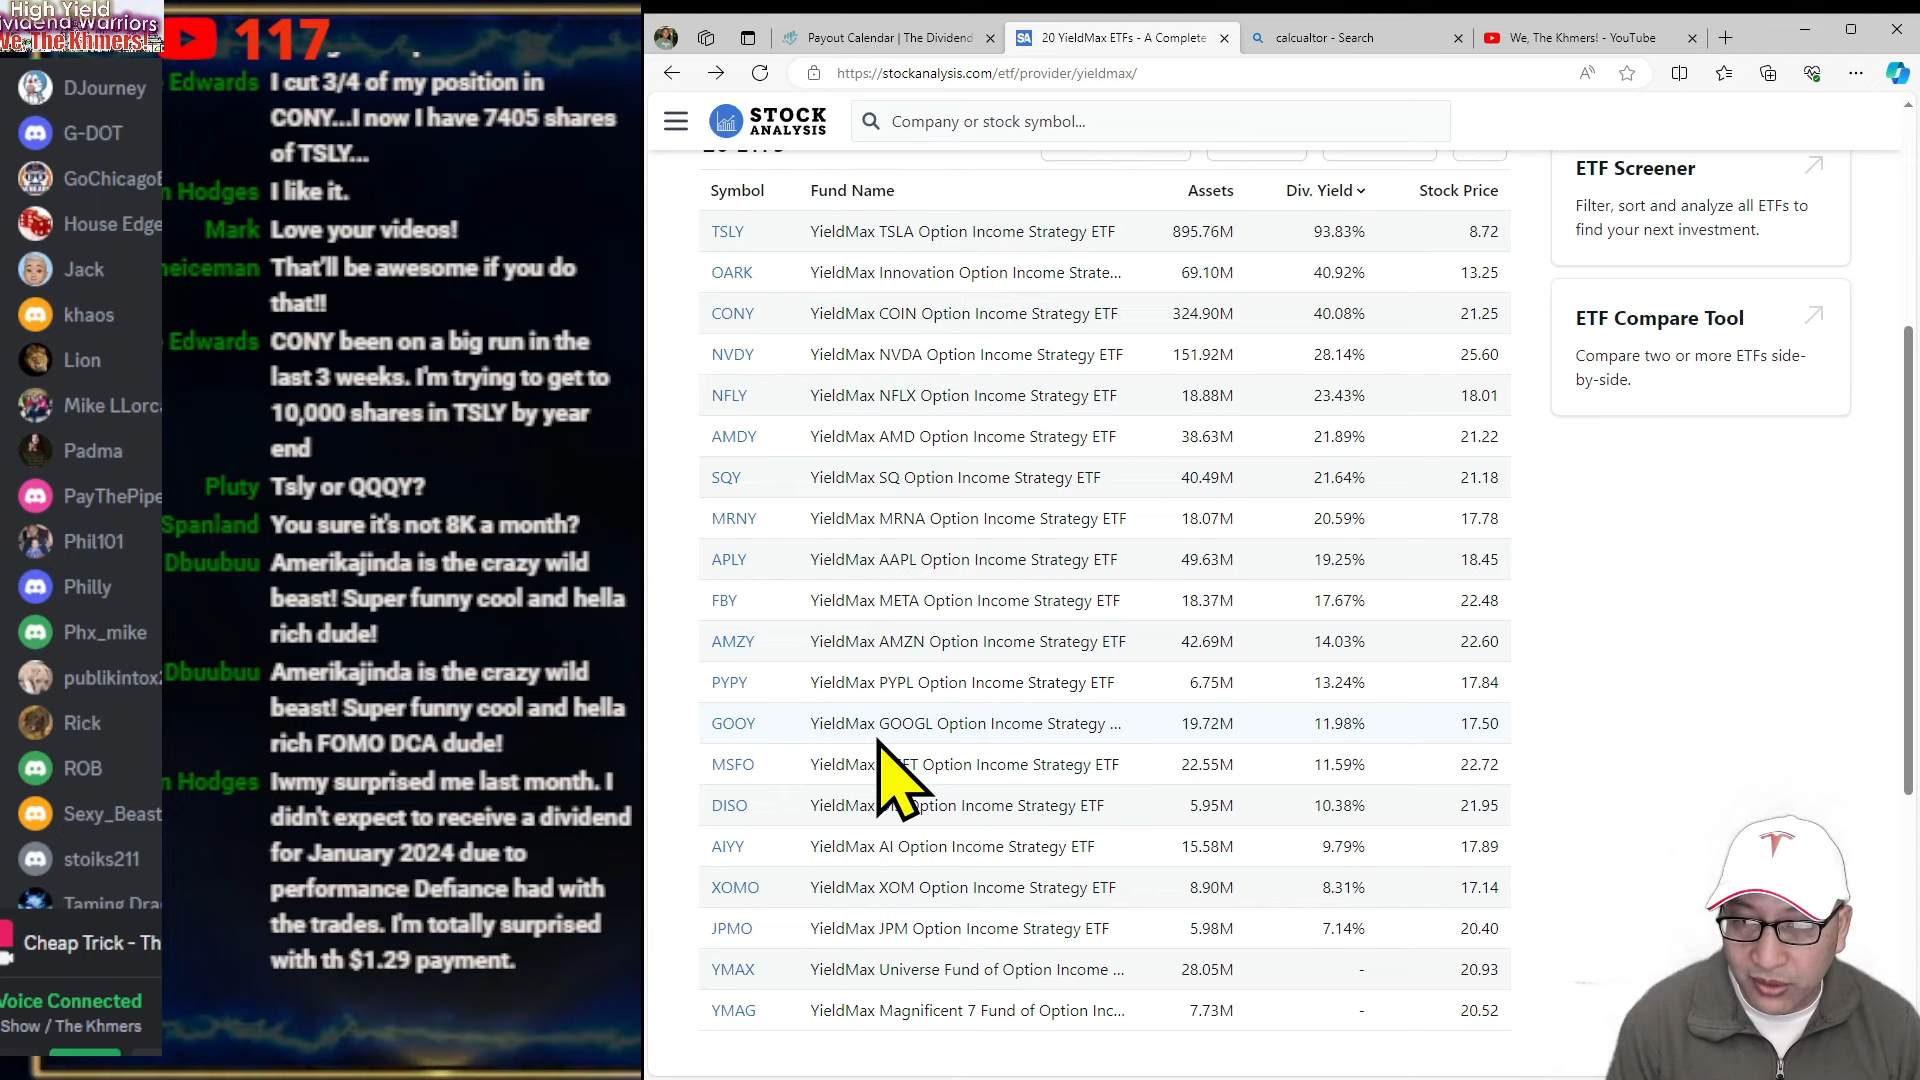 High Yield
Dividend Warriors
We, The Khmers!
117
DJourney
G-DOT
GoChicago
House Edge
Jack
khaos
Lion
Mike LLorca
Padma
PayThePipe
Phil101
Philly
Phx_mike
publikintox
Rick
ROB
Sexy_Beast
stoiks211
Taming Dra
Cheap Trick - Th
Voice Connected
Show / The Khmers
Edwards I cut 3/4 of my position in
CONY...I now I have 7405 shares
of TSLY...
n Hodges I like it.
Mark Love your videos!
heiceman That'll be awesome if you do
that!!
Edwards CONY been on a big run in the
last 3 weeks. I'm trying to get to
10,000 shares in TSLY by year
end
Pluty Tsly or QQQY?
Spanland You sure it's not 8K a month?
Dbuubuu Amerikajinda is the crazy wild
beast! Super funny cool and hella
rich dude!
Dbuubuu Amerikajinda is the crazy wild
beast! Super funny cool and hella
rich FOMO DCA dude!
n Hodges Iwmy surprised me last month. I
didn't expect to receive a dividend
for January 2024 due to
performance Defiance had with
the trades. I'm totally surprised
with th $1.29 payment.
Payout Calendar | The Dividend
20 YieldMax ETFs - A Complete
calcualtor - Search
We, The Khmers! - YouTube
https://stockanalysis.com/etf/provider/yieldmax/
STOCK
ANALYSIS
Company or stock symbol...
20 ETFs
Symbol Fund Name Assets Div. Yield Stock Price
TSLY YieldMax TSLA Option Income Strategy ETF 895.76M 93.83% 8.72
OARK YieldMax Innovation Option Income Strate... 69.10M 40.92% 13.25
CONY YieldMax COIN Option Income Strategy ETF 324.90M 40.08% 21.25
NVDY YieldMax NVDA Option Income Strategy ETF 151.92M 28.14% 25.60
NFLY YieldMax NFLX Option Income Strategy ETF 18.88M 23.43% 18.01
AMDY YieldMax AMD Option Income Strategy ETF 38.63M 21.89% 21.22
SQY YieldMax SQ Option Income Strategy ETF 40.49M 21.64% 21.18
MRNY YieldMax MRNA Option Income Strategy ETF 18.07M 20.59% 17.78
APLY YieldMax AAPL Option Income Strategy ETF 49.63M 19.25% 18.45
FBY YieldMax META Option Income Strategy ETF 18.37M 17.67% 22.48
AMZY YieldMax AMZN Option Income Strategy ETF 42.69M 14.03% 22.60
PYPY YieldMax PYPL Option Income Strategy ETF 6.75M 13.24% 17.84
GOOY YieldMax GOOGL Option Income Strategy ... 19.72M 11.98% 17.50
MSFO YieldMax Option Income Strategy ETF 22.55M 11.59% 22.72
DISO YieldMax Option Income Strategy ETF 5.95M 10.38% 21.95
AIYY YieldMax AI Option Income Strategy ETF 15.58M 9.79% 17.89
XOMO YieldMax XOM Option Income Strategy ETF 8.90M 8.31% 17.14
JPMO YieldMax JPM Option Income Strategy ETF 5.98M 7.14% 20.40
YMAX YieldMax Universe Fund of Option Income ... 28.05M - 20.93
YMAG YieldMax Magnificent 7 Fund of Option Inc... 7.73M - 20.52
ETF Screener
Filter, sort and analyze all ETFs to
find your next investment.
ETF Compare Tool
Compare two or more ETFs side-
by-side.